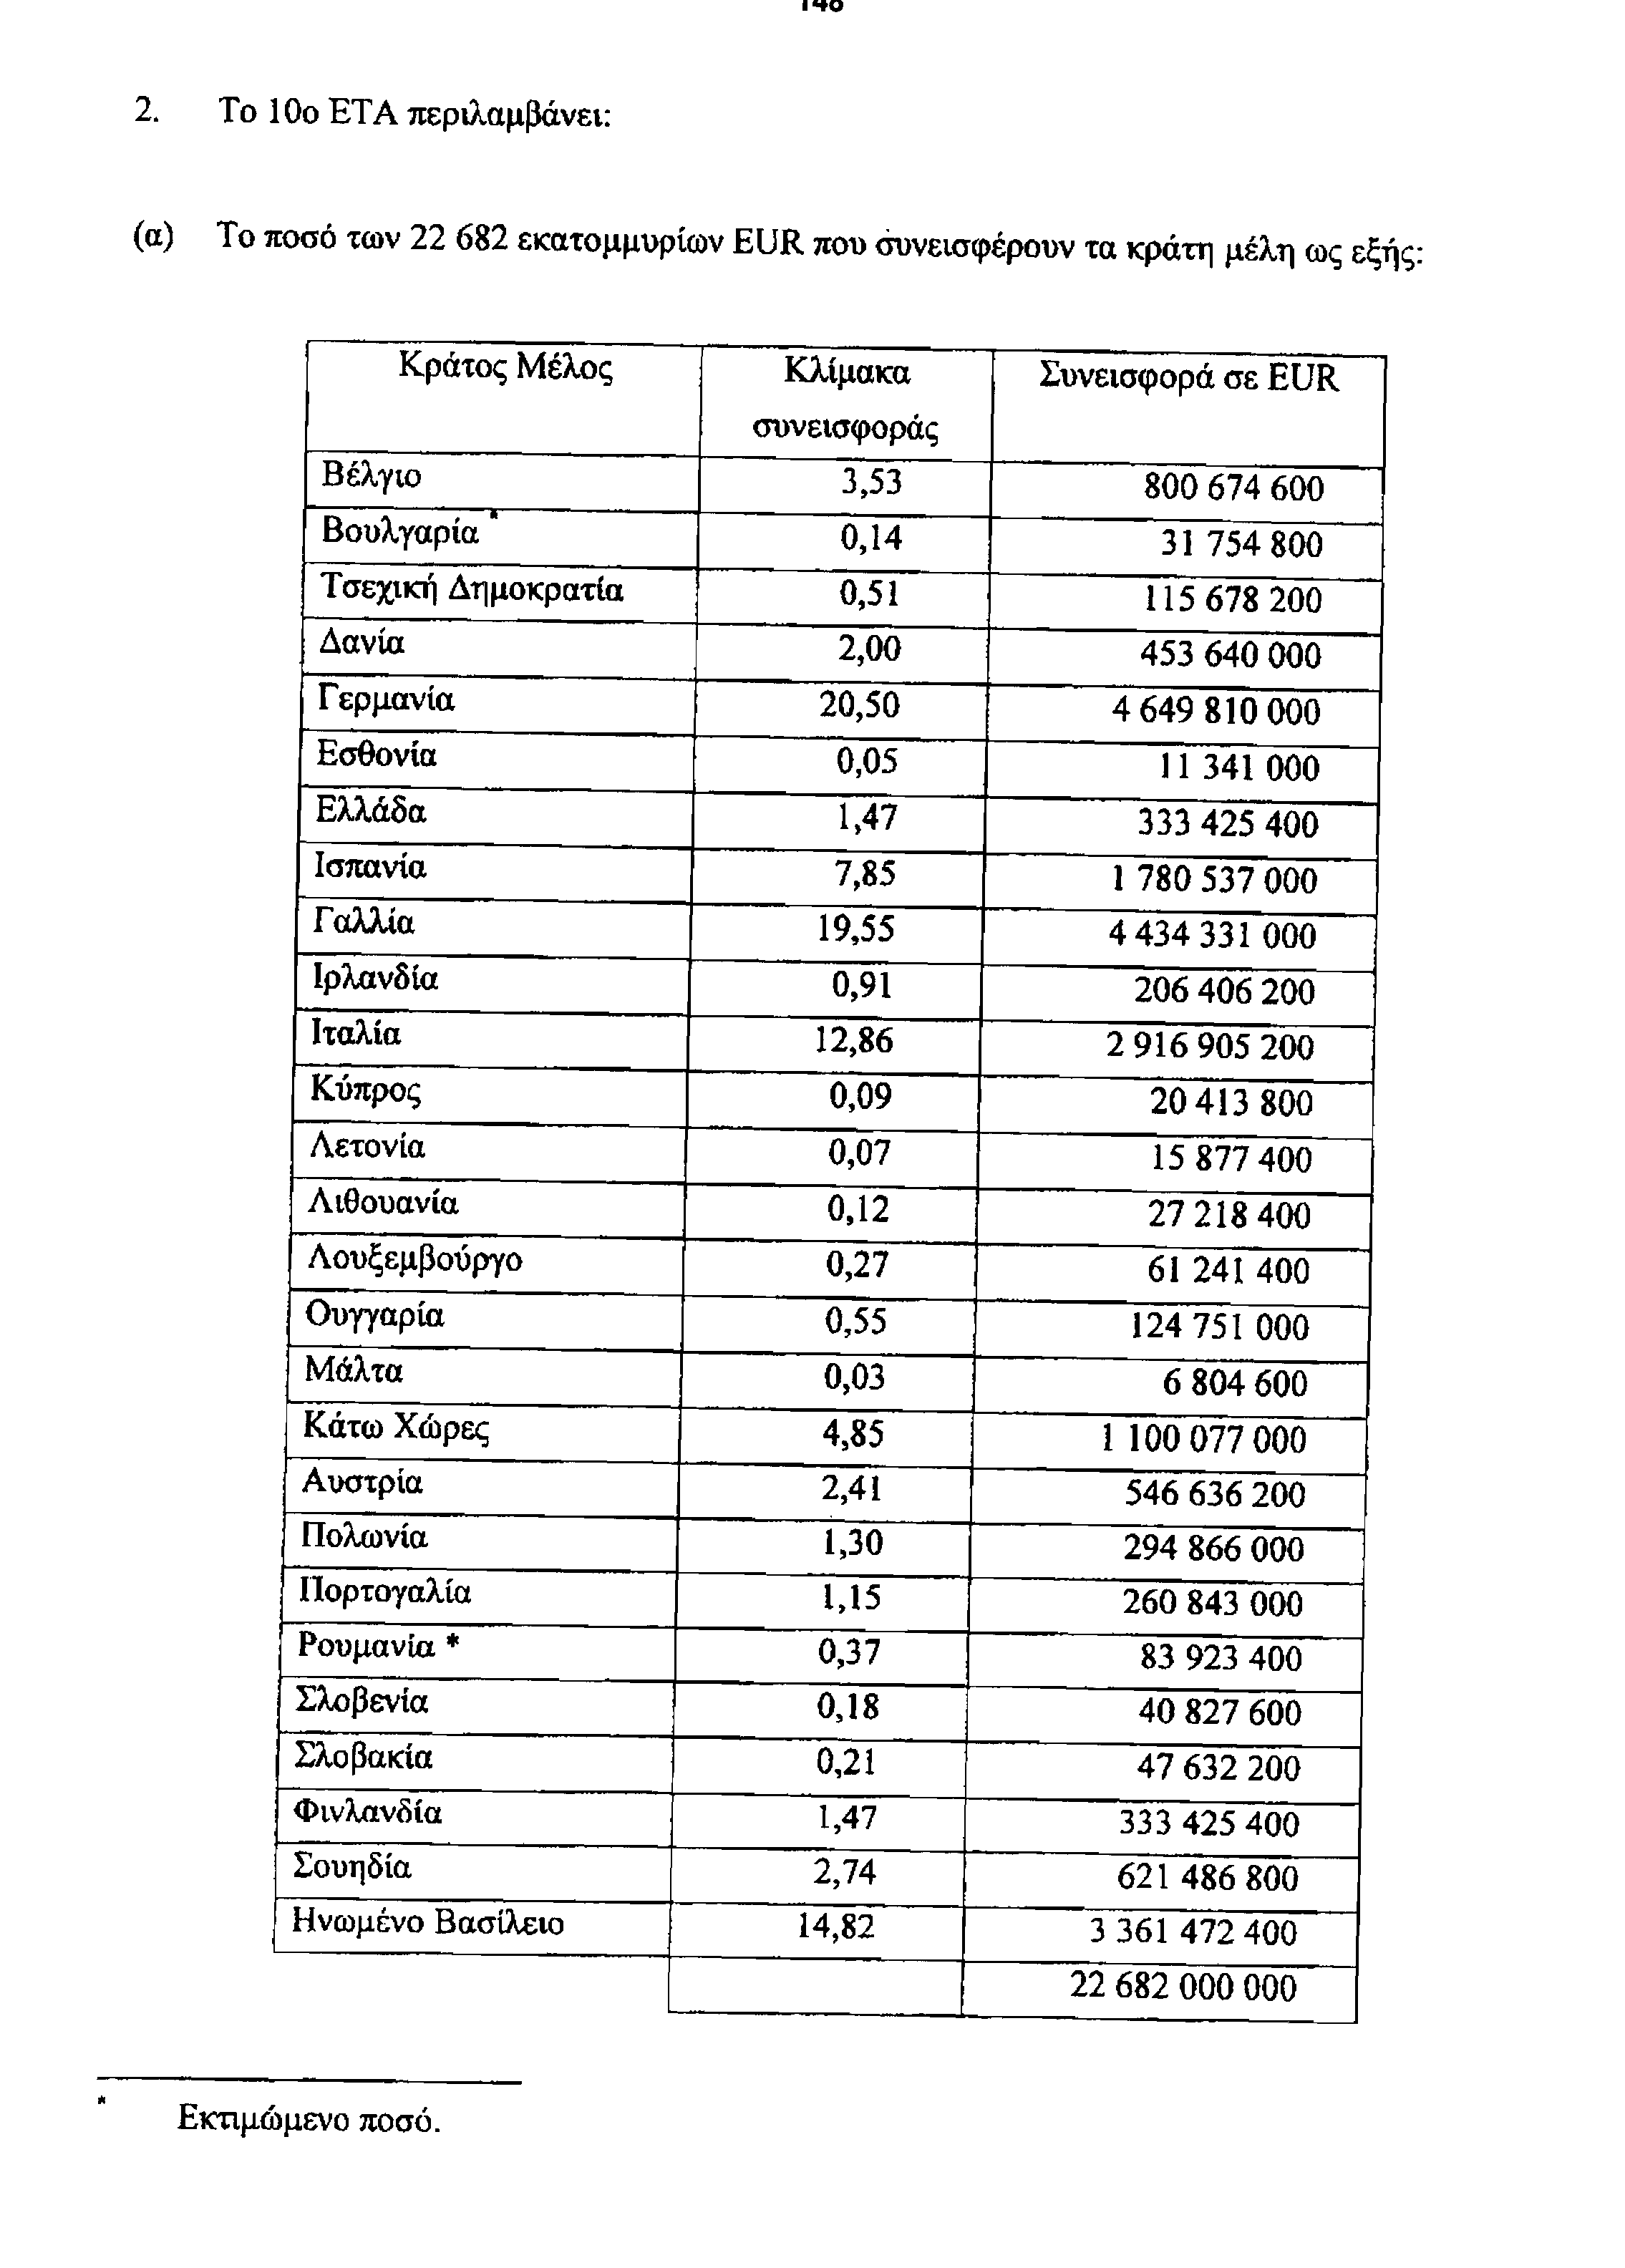 2. Το 10ο ΕΤΑ περιλαμβάνει:
(α) Το ποσό των 22 682 εκατομμυρίων EUR που συνεισφέρουν τα κράτη μέλη ως εξής:
Κράτος Μέλος Κλίμακα συνεισφοράς Συνεισφορά σε EUR
Βέλγιο 3,53 800 674 600
Βουλγαρία * 0,14 31 754 800
Τσεχική Δημοκρατία 0,51 115 678 200
Δανία 2,00 453 640 000
Γερμανία 20,50 4 649 810 000
Εσθονία 0,05 11 341 000
Ελλάδα 1,47 333 425 400
Ισπανία 7,85 1 780 537 000
Γαλλία 19,55 4 434 331 000
Ιρλανδία 0,91 206 406 200
Ιταλία 12,86 2 916 905 200
Κύπρος 0,09 20 413 800
Λετονία 0,07 15 877 400
Λιθουανία 0,12 27 218 400
Λουξεμβούργο 0,27 61 241 400
Ουγγαρία 0,55 124 751 000
Μάλτα 0,03 6 804 600
Κάτω Χώρες 4,85 1 100 077 000
Αυστρία 2,41 546 636 200
Πολωνία 1,30 294 866 000
Πορτογαλία 1,15 260 843 000
Ρουμανία * 0,37 83 923 400
Σλοβενία 0,18 40 827 600
Σλοβακία 0,21 47 632 200
Φινλανδία 1,47 333 425 400
Σουηδία 2,74 621 486 800
Ηνωμένο Βασίλειο 14,82 3 361 472 400
22 682 000 000
* Εκτιμώμενο ποσό.